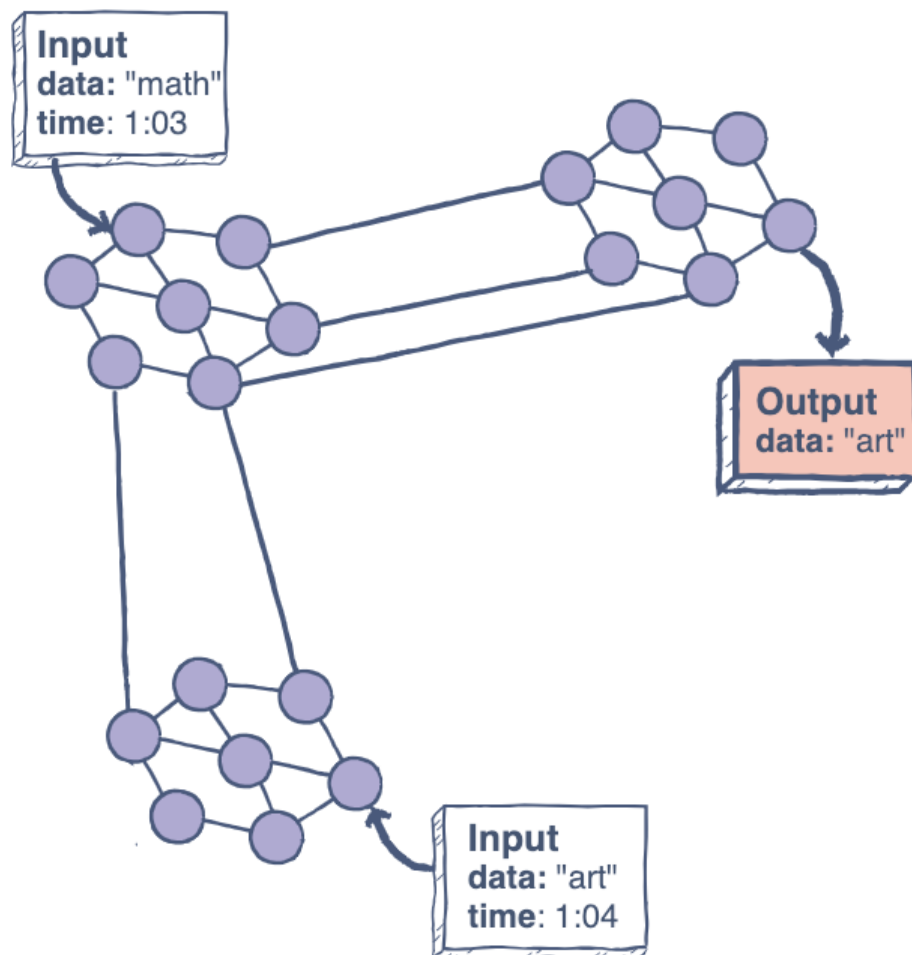 Input
data: "math"
time: 1:03
Output
data: "art"
Input
data: "art"
time: 1:04